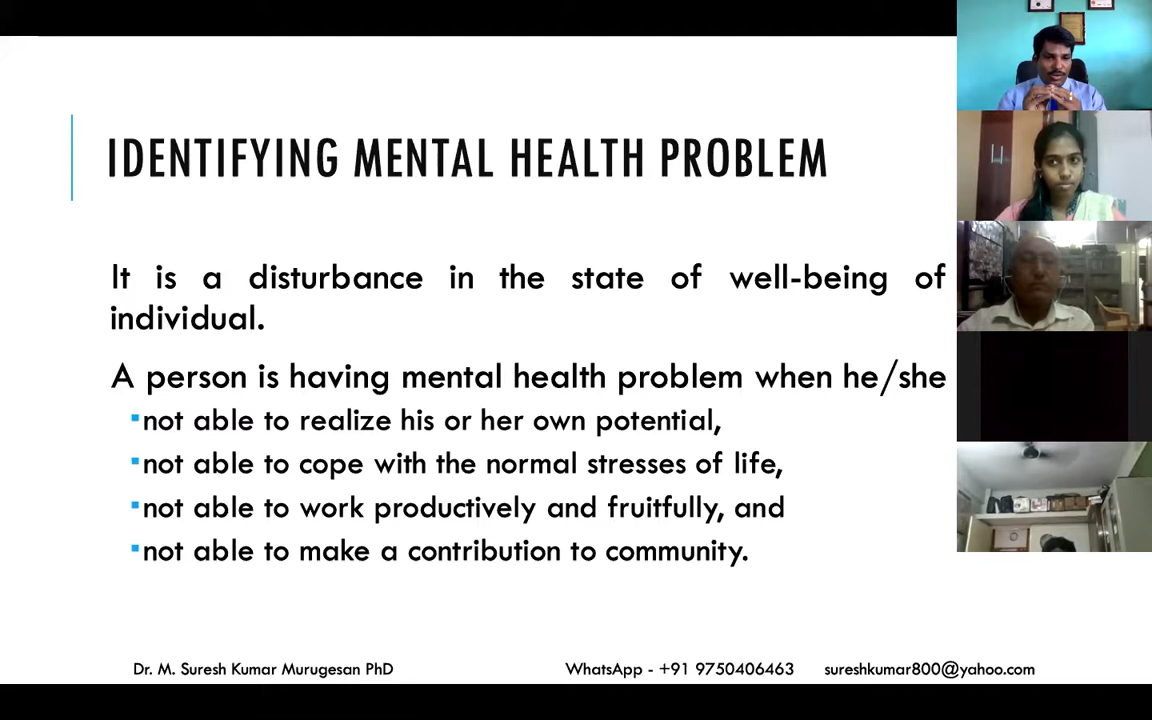 IDENTIFYING MENTAL HEALTH PROBLEM
It is a disturbance in the state of well-being of
individual.
A person is having mental health problem when he/she
▪not able to realize his or her own potential,
▪not able to cope with the normal stresses of life,
▪not able to work productively and fruitfully, and
▪not able to make a contribution to community.
Dr. M. Suresh Kumar Murugesan PhD WhatsApp - +91 9750406463 sureshkumar800@yahoo.com